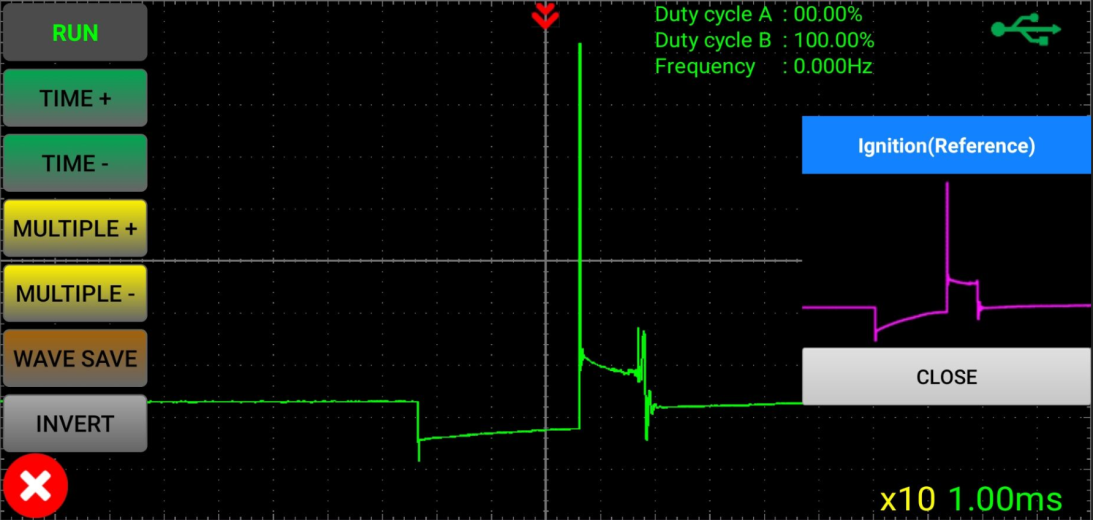 RUN
TIME +
TIME -
MULTIPLE +
MULTIPLE -
WAVE SAVE
INVERT
Duty cycle A : 00.00%
Duty cycle B : 100.00%
Frequency : 0.000Hz
Ignition(Reference)
CLOSE
x10 1.00ms